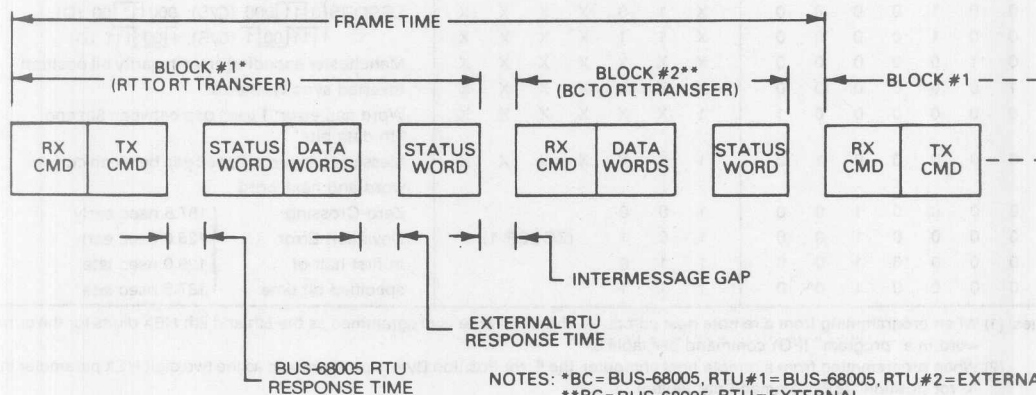 FRAME TIME
BLOCK #1*
(RT TO RT TRANSFER)
BLOCK #2**
(BC TO RT TRANSFER)
BLOCK #1
RX CMD
TX CMD
STATUS WORD
DATA WORDS
STATUS WORD
RX CMD
DATA WORDS
STATUS WORD
RX CMD
TX CMD
INTERMESSAGE GAP
EXTERNAL RTU
RESPONSE TIME
BUS-68005 RTU
RESPONSE TIME
NOTES: *BC=BUS-68005, RTU#1=BUS-68005, RTU#2=EXTERNA
**BC=BUS-68005, RTU=EXTERNAL